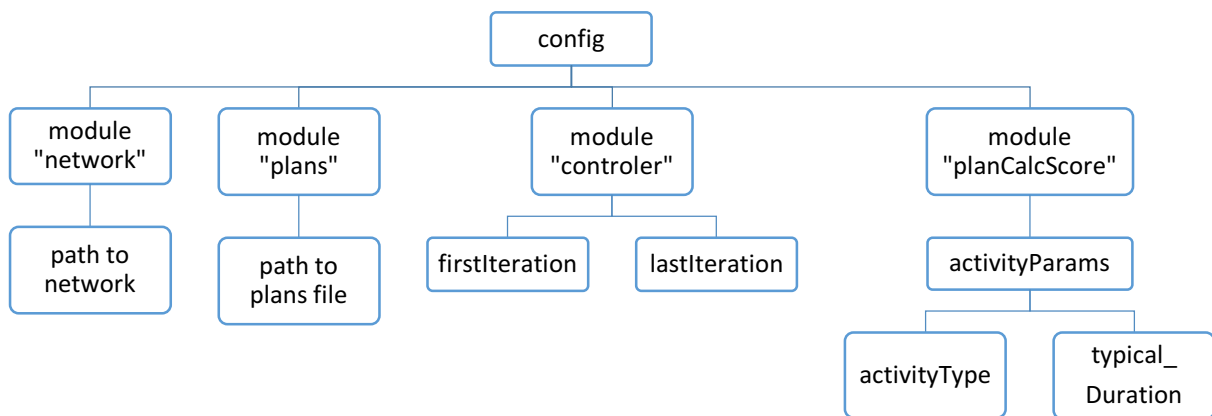 config
module
"network"
module
"plans"
module
"controler"
module
"planCalcScore"
path to
network
path to
plans file
firstIteration
lastIteration
activityParams
activityType
typical_
Duration